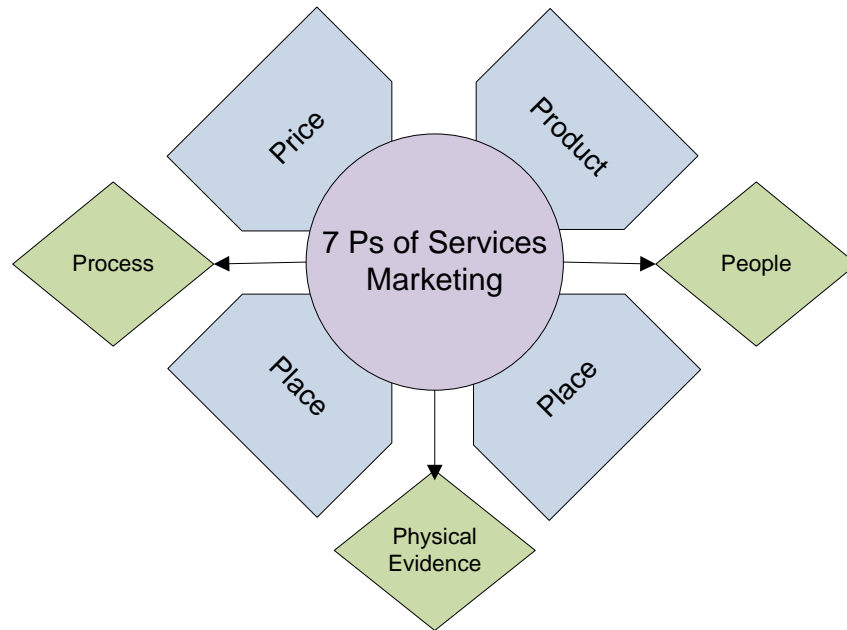 Price
Product
7 Ps of Services
Marketing
Process
People
Place
Place
Physical
Evidence